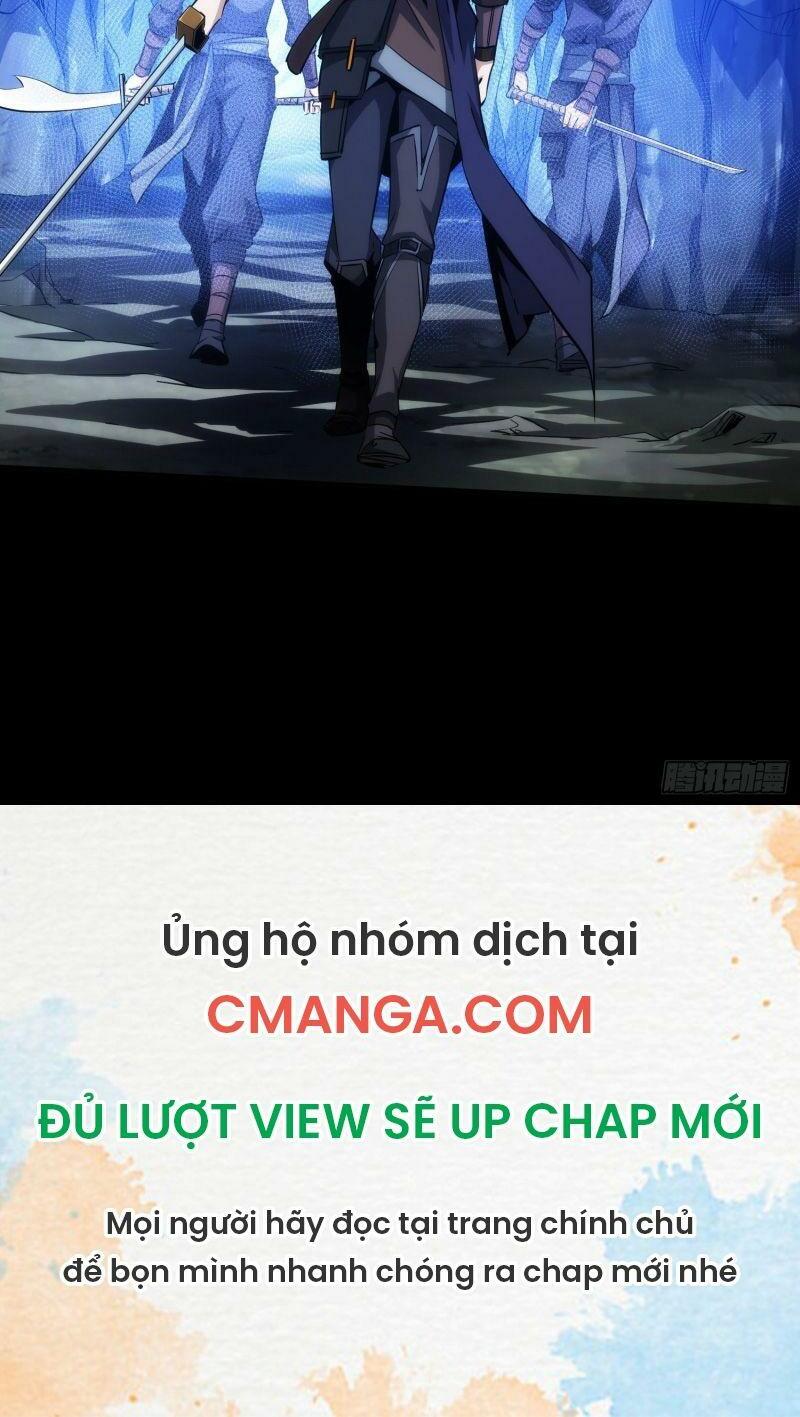 腾讯动漫
Ủng hộ nhóm dịch tại
CMANGA.COM
ĐỦ LƯỢT VIEW SẼ UP CHAP MỚI
Mọi người hãy đọc tại trang chính chủ
để bọn mình nhanh chóng ra chap mới nhé